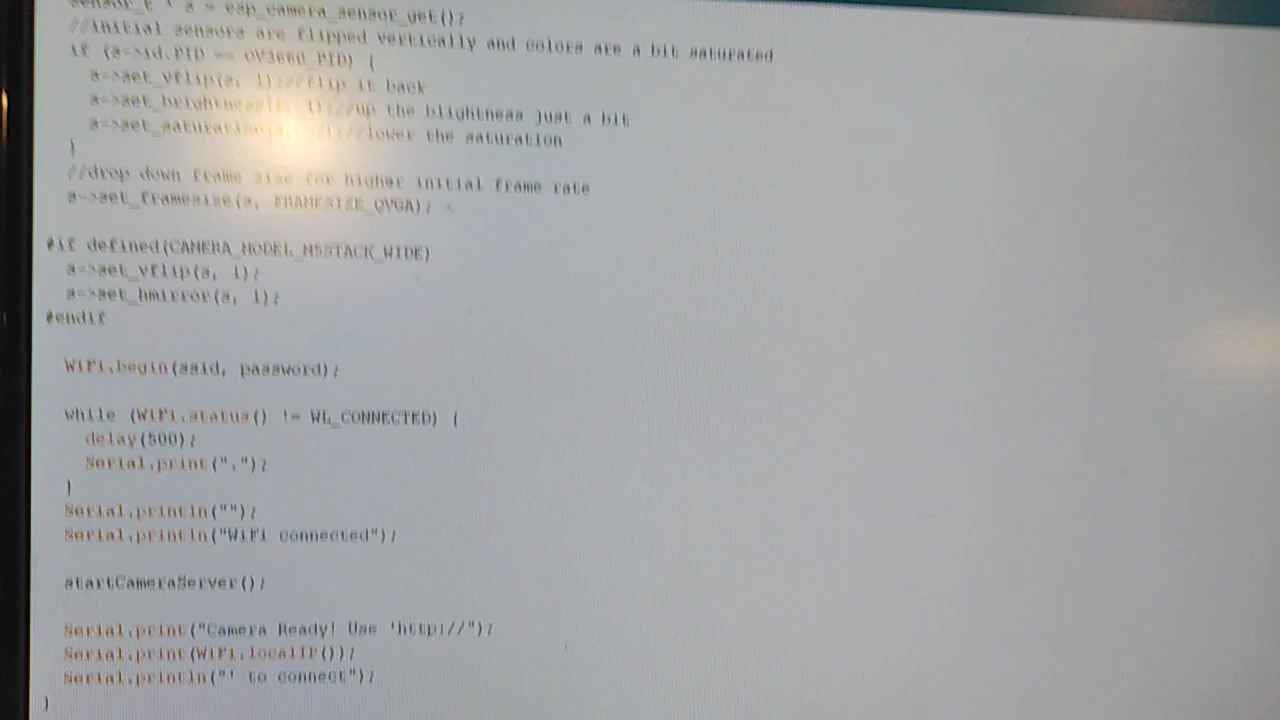 sensor_t * s = esp_camera_sensor_get();
//initial sensors are flipped vertically and colors are a bit saturated
if (s->id.PID == OV3660_PID) {
s->set_vflip(s, 1);//flip it back
s->set_brightness(s, 1);//up the blightness just a bit
s->set_saturation(s, -2);//lower the saturation
}
//drop down frame size for higher initial frame rate
s->set_framesize(s, FRAMESIZE_QVGA);
#if defined(CAMERA_MODEL_M5STACK_WIDE)
s->set_vflip(s, 1);
s->set_hmirror(s, 1);
#endif
WiFi.begin(ssid, password);
while (WiFi.status() != WL_CONNECTED) {
delay(500);
Serial.print(".");
}
Serial.println("");
Serial.println("WiFi connected");
startCameraServer();
Serial.print("Camera Ready! Use 'http://");
Serial.print(WiFi.localIP());
Serial.println("' to connect");
}